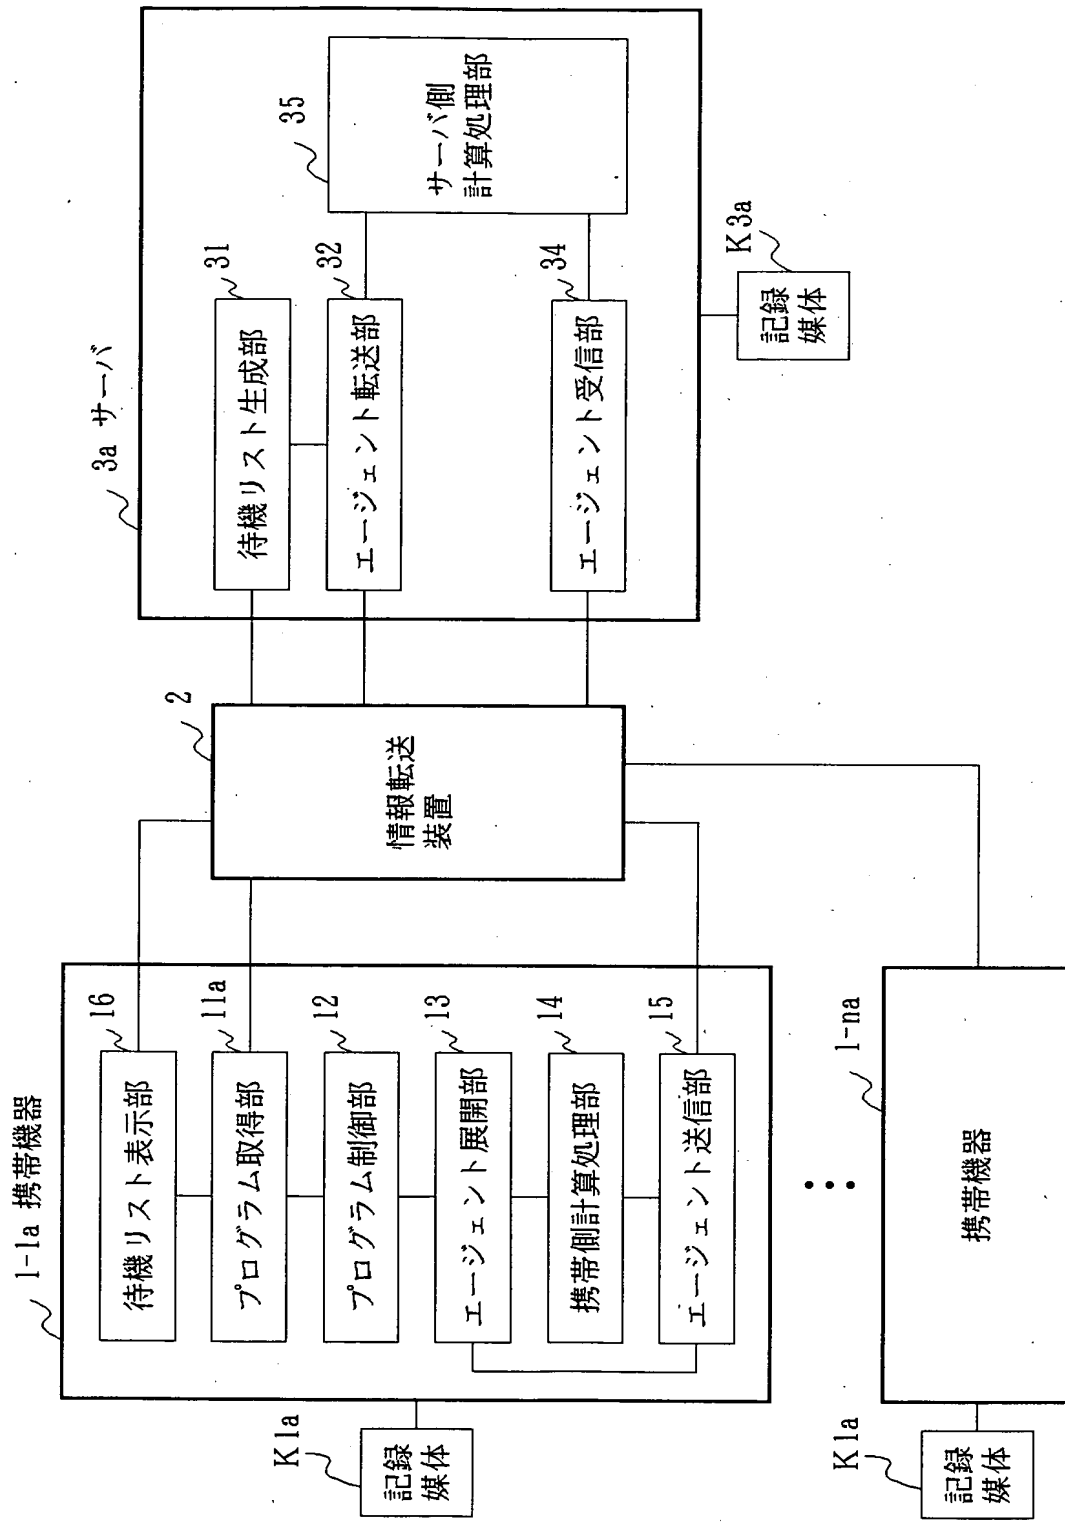 1-1a 携帯機器
16
待機リスト表示部
11a
プログラム取得部
12
プログラム制御部
13
エージェント展開部
14
携帯側計算処理部
15
エージェント送信部
K1a
記録
媒体
2
情報転送
装置
3a サーバ
31
待機リスト生成部
32
エージェント転送部
34
エージェント受信部
35
サーバ側
計算処理部
K3a
記録
媒体
1-na
携帯機器
K1a
記録
媒体